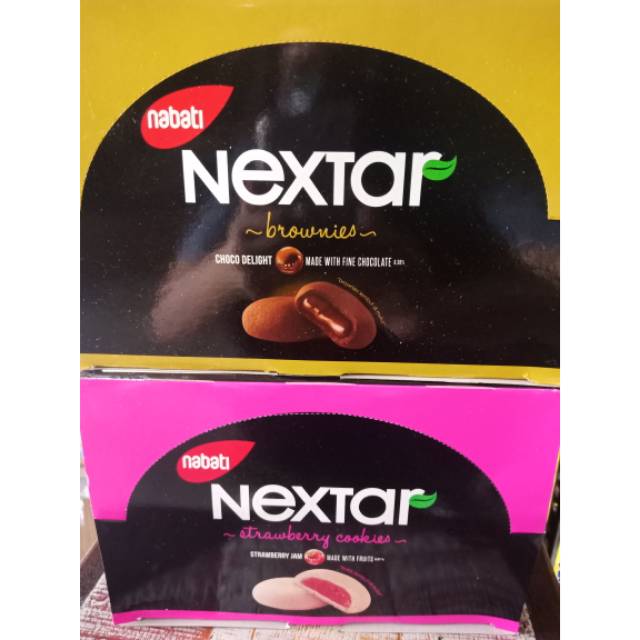 nabati
Nextar
~brownies~
CHOCO DELIGHT MADE WITH FINE CHOCOLATE
nabati
Nextar
~strawberry cookies~
STRAWBERRY JAM MADE WITH FRUITS